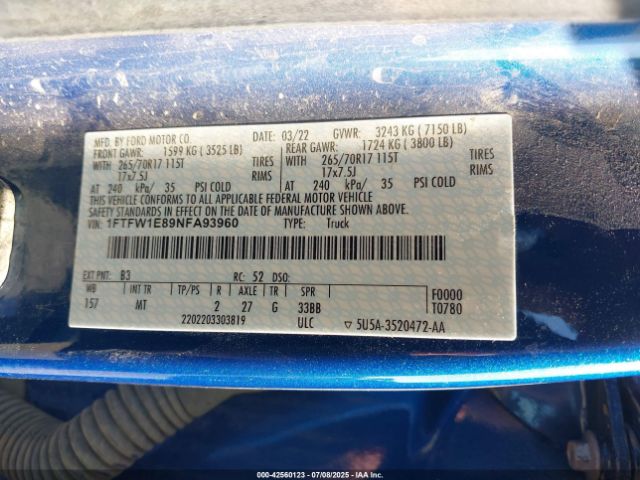 MFD. BY FORD MOTOR CO. DATE: 03/22 GVWR: 3243 KG ( 7150 LB)
FRONT GAWR: 1599 KG ( 3525 LB) REAR GAWR: 1724 KG ( 3800 LB)
WITH 265/70R17 115T TIRES WITH 265/70R17 115T TIRES
17x7.5J RIMS 17x7.5J RIMS
AT 240 kPa/ 35 PSI COLD AT 240 kPa/ 35 PSI COLD
THIS VEHICLE CONFORMS TO ALL APPLICABLE FEDERAL MOTOR VEHICLE
SAFETY STANDARDS IN EFFECT ON THE DATE OF MANUFACTURE SHOWN ABOVE.
VIN: 1FTFW1E89NFA93960 TYPE: Truck
EXT PNT: B3 RC: 52 DSO:
WB INT TR TP/PS R AXLE TR SPR F0000
157 MT 2 27 G 33BB T0780
2202203303819 ULC ▽ 5U5A-3520472-AA
000-42560123 | 07/08/2025 | Copyright IAA, LLC